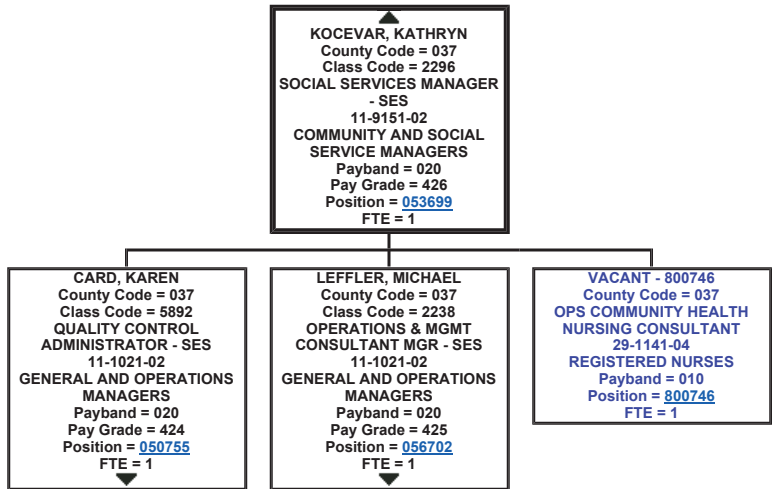 KOCEVAR, KATHRYN
County Code = 037
Class Code = 2296
SOCIAL SERVICES MANAGER
- SES
11-9151-02
COMMUNITY AND SOCIAL
SERVICE MANAGERS
Payband = 020
Pay Grade = 426
Position = 053699
FTE = 1
CARD, KAREN
County Code = 037
Class Code = 5892
QUALITY CONTROL
ADMINISTRATOR - SES
11-1021-02
GENERAL AND OPERATIONS
MANAGERS
Payband = 020
Pay Grade = 424
Position = 050755
FTE = 1
LEFFLER, MICHAEL
County Code = 037
Class Code = 2238
OPERATIONS & MGMT
CONSULTANT MGR - SES
11-1021-02
GENERAL AND OPERATIONS
MANAGERS
Payband = 020
Pay Grade = 425
Position = 056702
FTE = 1
VACANT - 800746
County Code = 037
OPS COMMUNITY HEALTH
NURSING CONSULTANT
29-1141-04
REGISTERED NURSES
Payband = 010
Position = 800746
FTE = 1